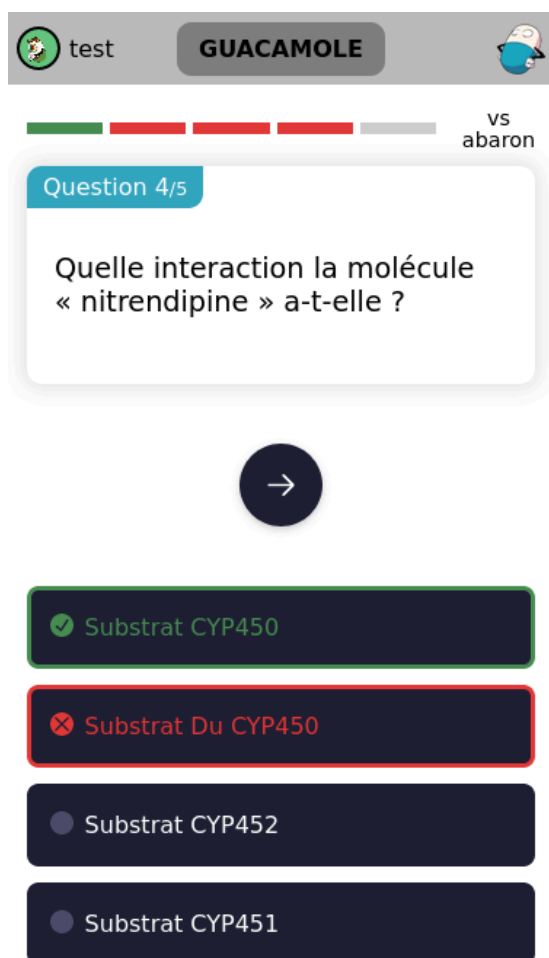 test
GUACAMOLE
vs
abaron
Question 4/5
Quelle interaction la molécule
« nitrendipine » a-t-elle ?
Substrat CYP450
Substrat Du CYP450
Substrat CYP452
Substrat CYP451